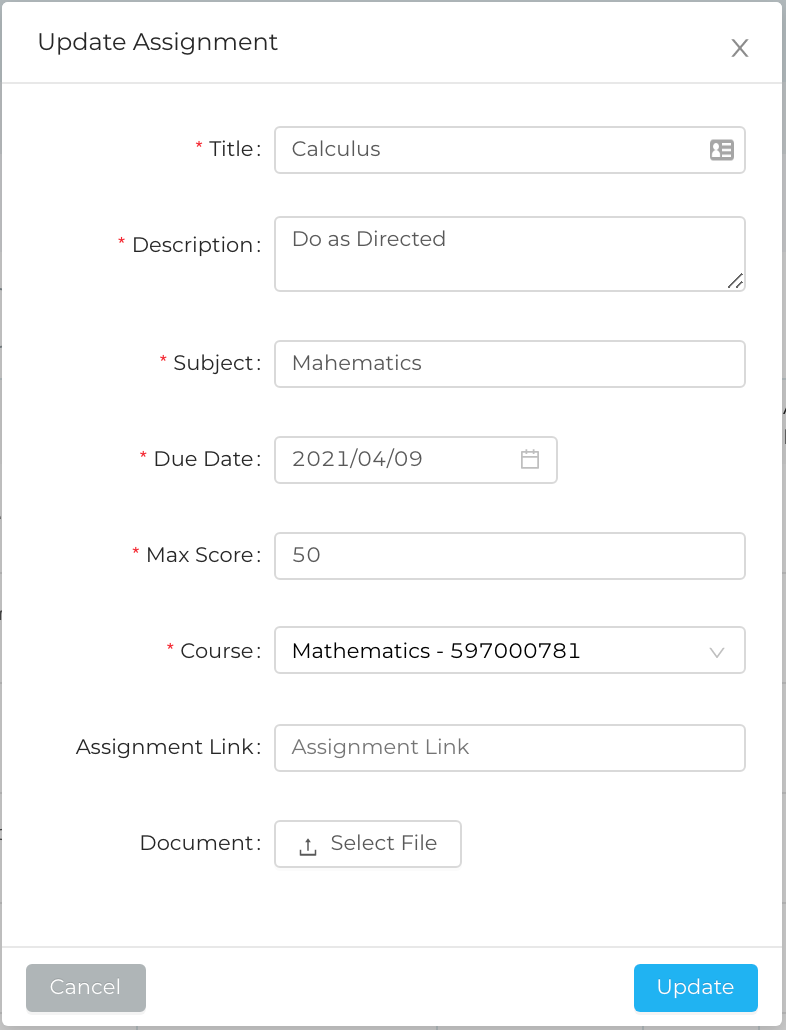 Update Assignment
* Title: Calculus
* Description: Do as Directed
* Subject: Mahematics
* Due Date: 2021/04/09
* Max Score: 50
* Course: Mathematics - 597000781
Assignment Link: Assignment Link
Document: Select File
Cancel Update